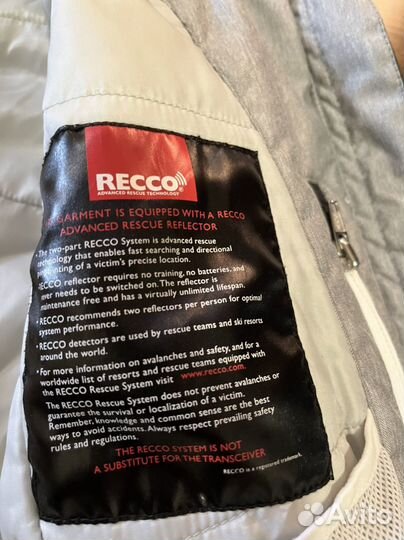 RECCO
ADVANCED RESCUE TECHNOLOGY
GARMENT IS EQUIPPED WITH A RECCO
ADVANCED RESCUE REFLECTOR
• The two-part RECCO System is advanced rescue
technology that enables fast searching and directional
pinpointing of a victim's precise location.
RECCO reflector requires no training, no batteries, and
never needs to be switched on. The reflector is
maintenance free and has a virtually unlimited lifespan.
• RECCO recommends two reflectors per person for optimal
system performance.
• RECCO detectors are used by rescue teams and ski resorts
around the world.
• For more information on avalanches and safety, and for a
worldwide list of resorts and rescue teams equipped with
the RECCO Rescue System visit www.recco.com.
The RECCO Rescue System does not prevent avalanches or
guarantee the survival or localization of a victim.
Remember, knowledge and common sense are the best
ways to avoid accidents. Always respect prevailing safety
rules and regulations.
THE RECCO SYSTEM IS NOT
A SUBSTITUTE FOR THE TRANSCEIVER
RECCO is a registered trademark.
Avito